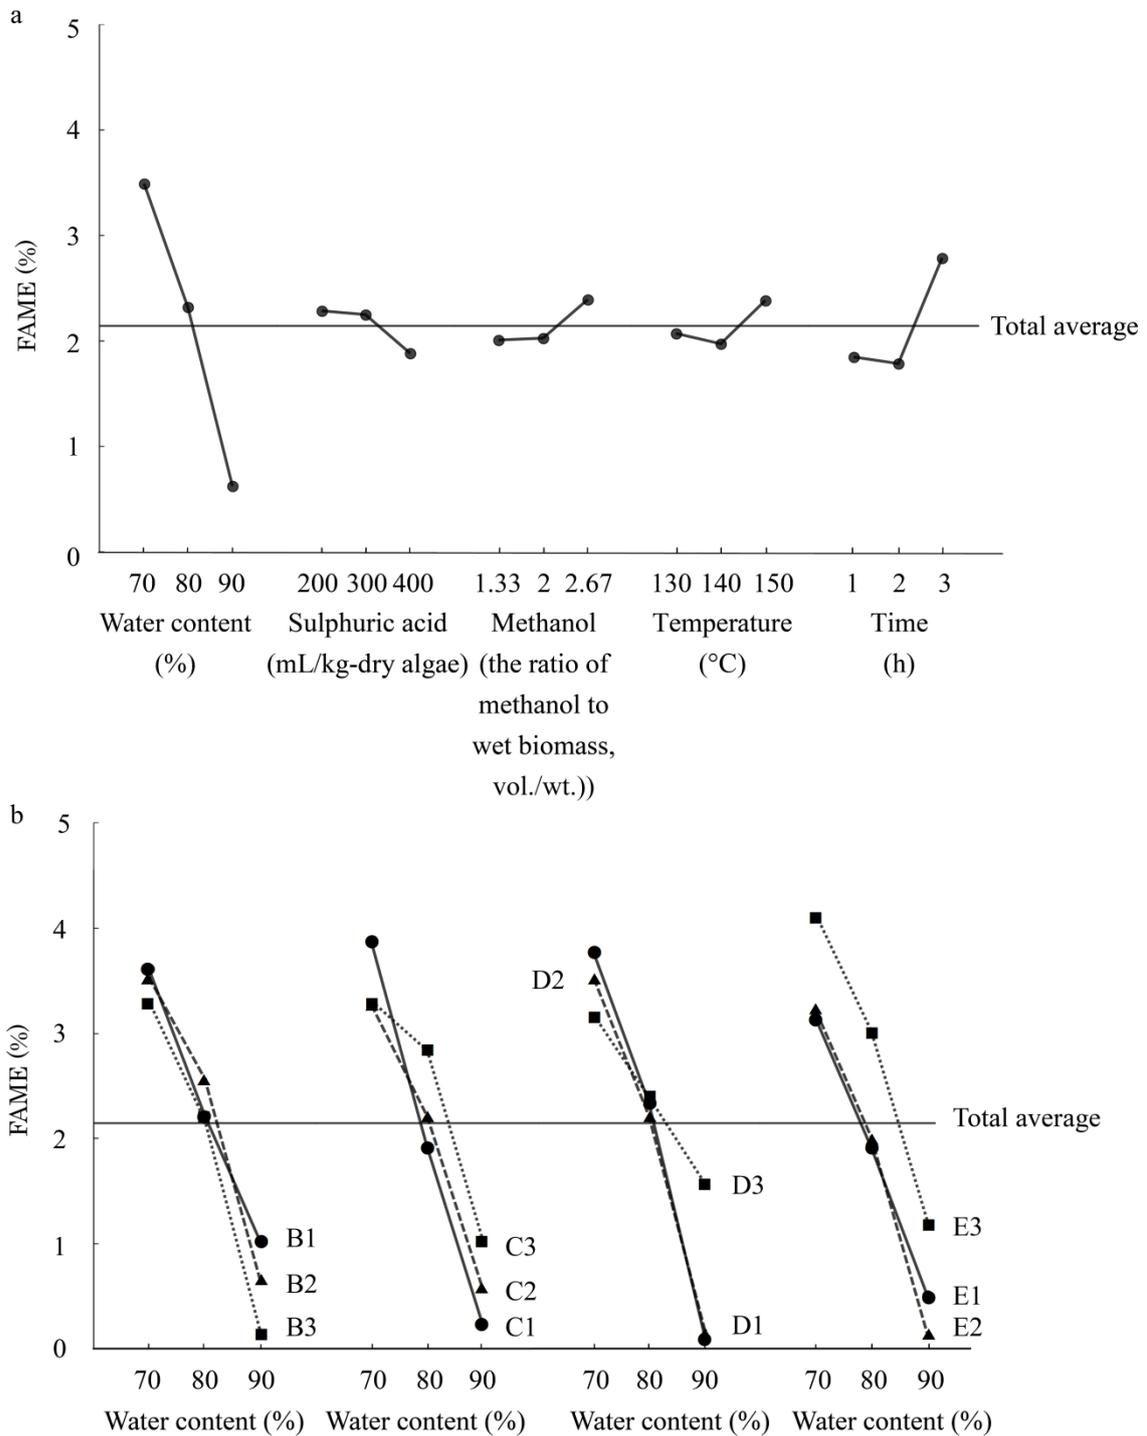 a
5
4
3
2
1
0
FAME (%)
Total average
70 80 90 200 300 400 1.33 2 2.67 130 140 150 1 2 3
Water content Sulphuric acid Methanol Temperature Time
(%) (mL/kg-dry algae) (the ratio of (°C) (h)
methanol to
wet biomass,
vol./wt.))
b
5
4
3
2
1
0
FAME (%)
D2
Total average
D3
B1 C3 E3
B2 C2 E1
B3 C1 D1 E2
70 80 90 70 80 90 70 80 90 70 80 90
Water content (%) Water content (%) Water content (%) Water content (%)